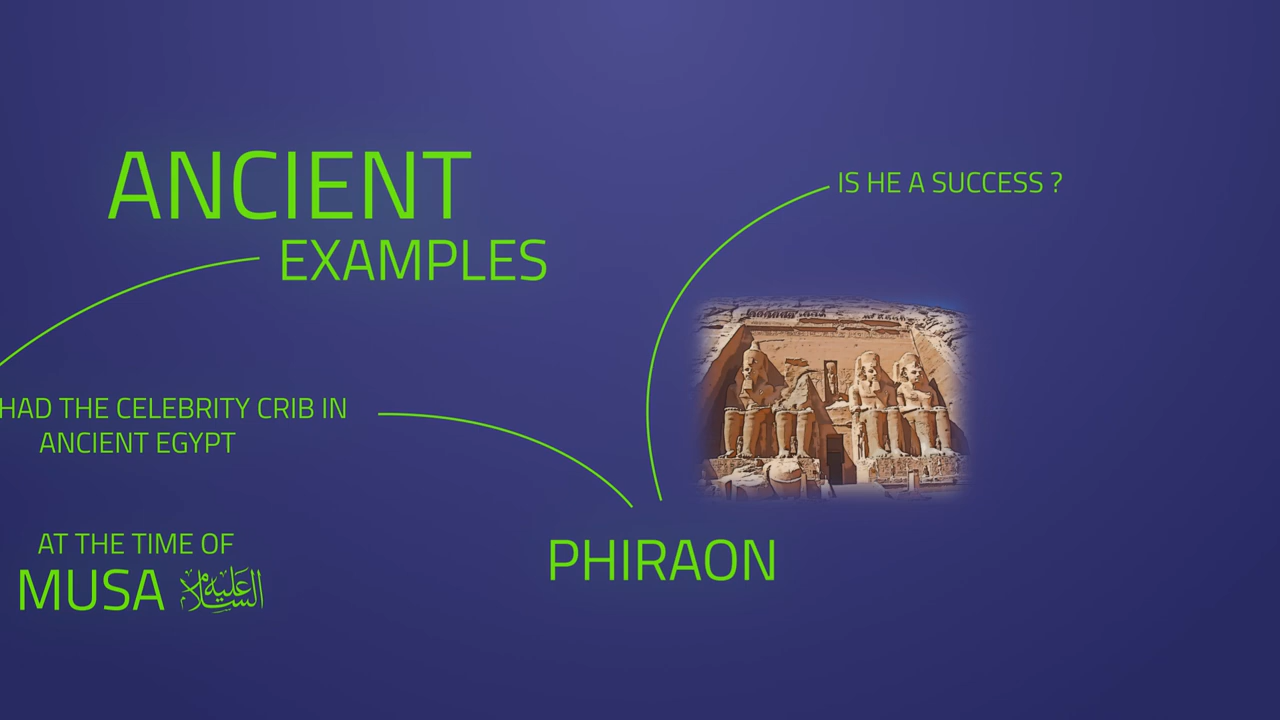 ANCIENT
EXAMPLES
IS HE A SUCCESS ?
HAD THE CELEBRITY CRIB IN
ANCIENT EGYPT
AT THE TIME OF
MUSA عليه السلام
PHIRAON